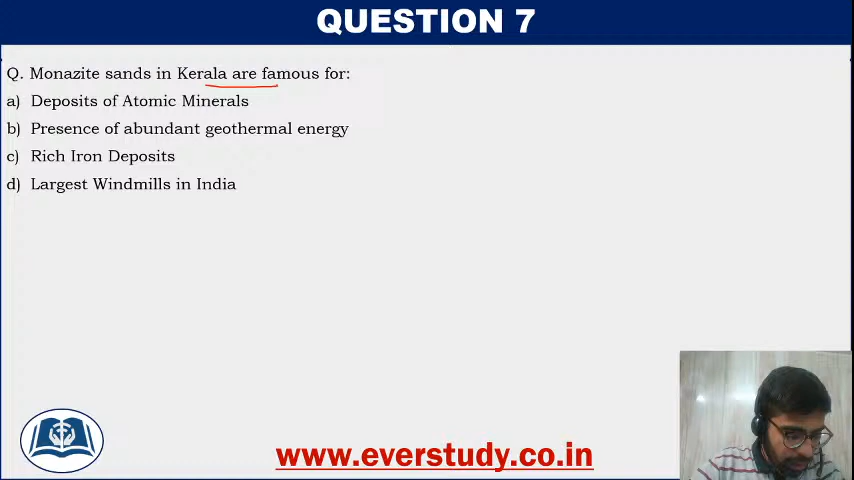 QUESTION 7
Q. Monazite sands in Kerala are famous for:
a) Deposits of Atomic Minerals
b) Presence of abundant geothermal energy
c) Rich Iron Deposits
d) Largest Windmills in India
www.everstudy.co.in